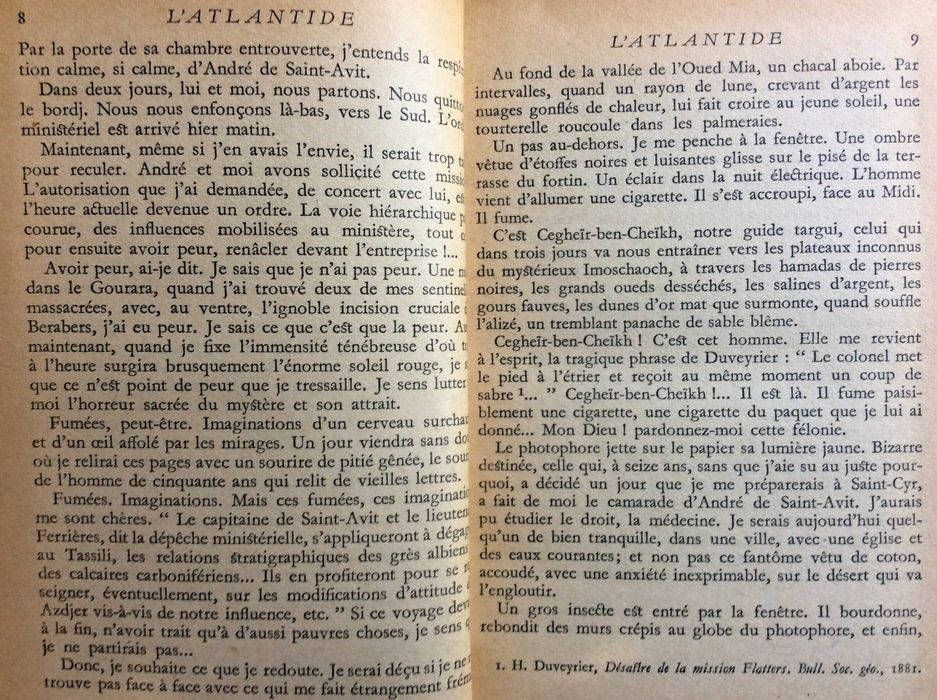 8
L'ATLANTIDE
Par la porte de sa chambre entrouverte, j'entends la
tion calme, si calme, d'André de Saint-Avit.
Dans deux jours, lui et moi, nous partons. Nous
le bordj. Nous nous enfonçons là-bas, vers le Sud.
ministériel est arrivé hier matin.
Maintenant, même si j'en avais l'envie, il serait trop
pour reculer. André et moi avons sollicité cette
L'autorisation que j'ai demandée, de concert avec lui,
l'heure actuelle devenue un ordre. La voie hiérarchique
courue, des influences mobilisées au ministère, tout
pour ensuite avoir peur, renâcler devant l'entreprise !...
Avoir peur, ai-je dit. Je sais que je n'ai pas peur. Une
dans le Gourara, quand j'ai trouvé deux de mes
massacrées, avec, au ventre, l'ignoble incision cruciale
Berabers, j'ai eu peur. Je sais ce que c'est que la peur.
maintenant, quand je fixe l'immensité ténébreuse d'où
à l'heure surgira brusquement l'énorme soleil rouge, je
que ce n'est point de peur que je tressaille. Je sens lutter
moi l'horreur sacrée du mystère et son attrait.
Fumées, peut-être. Imaginations d'un cerveau
et d'un œil affolé par les mirages. Un jour viendra sans
où je relirai ces pages avec un sourire de pitié gênée, le
de l'homme de cinquante ans qui relit de vieilles lettres.
Fumées. Imaginations. Mais ces fumées, ces
me sont chères. “ Le capitaine de Saint-Avit et le
Ferrières, dit la dépêche ministérielle, s'appliqueront à
au Tassili, les relations stratigraphiques des grès albiens
des calcaires carbonifériens... Ils en profiteront pour se
seigner, éventuellement, sur les modifications d'attitude
Azdjer vis-à-vis de notre influence, etc. ” Si ce voyage
à la fin, n'avoir trait qu'à d'aussi pauvres choses, je sens
je ne partirais pas...
Donc, je souhaite ce que je redoute. Je serai déçu si je ne
trouve pas face à face avec ce qui me fait étrangement
L'ATLANTIDE
9
Au fond de la vallée de l'Oued Mia, un chacal aboie. Par
intervalles, quand un rayon de lune, crevant d'argent les
nuages gonflés de chaleur, lui fait croire au jeune soleil, une
tourterelle roucoule dans les palmeraies.
Un pas au-dehors. Je me penche à la fenêtre. Une ombre
vêtue d'étoffes noires et luisantes glisse sur le pisé de la ter-
rasse du fortin. Un éclair dans la nuit électrique. L'homme
vient d'allumer une cigarette. Il s'est accroupi, face au Midi.
Il fume.
C'est Cegheïr-ben-Cheïkh, notre guide targui, celui qui
dans trois jours va nous entraîner vers les plateaux inconnus
du mystérieux Imoschaoch, à travers les hamadas de pierres
noires, les grands oueds desséchés, les salines d'argent, les
gours fauves, les dunes d'or mat que surmonte, quand souffle
l'alizé, un tremblant panache de sable blême.
Cegheïr-ben-Cheïkh ! C'est cet homme. Elle me revient
à l'esprit, la tragique phrase de Duveyrier : “ Le colonel met
le pied à l'étrier et reçoit au même moment un coup de
sabre ¹... ” Cegheïr-ben-Cheïkh !... Il est là. Il fume paisi-
blement une cigarette, une cigarette du paquet que je lui ai
donné... Mon Dieu ! pardonnez-moi cette félonie.
Le photophore jette sur le papier sa lumière jaune. Bizarre
destinée, celle qui, à seize ans, sans que j'aie su au juste pour-
quoi, a décidé un jour que je me préparerais à Saint-Cyr,
a fait de moi le camarade d'André de Saint-Avit. J'aurais
pu étudier le droit, la médecine. Je serais aujourd'hui quel-
qu'un de bien tranquille, dans une ville, avec une église et
des eaux courantes; et non pas ce fantôme vêtu de coton,
accoudé, avec une anxiété inexprimable, sur le désert qui va
l'engloutir.
Un gros insecte est entré par la fenêtre. Il bourdonne,
rebondit des murs crépis au globe du photophore, et enfin,
1. H. Duveyrier, Désastre de la mission Flatters. Bull. Soc. géo., 1881.